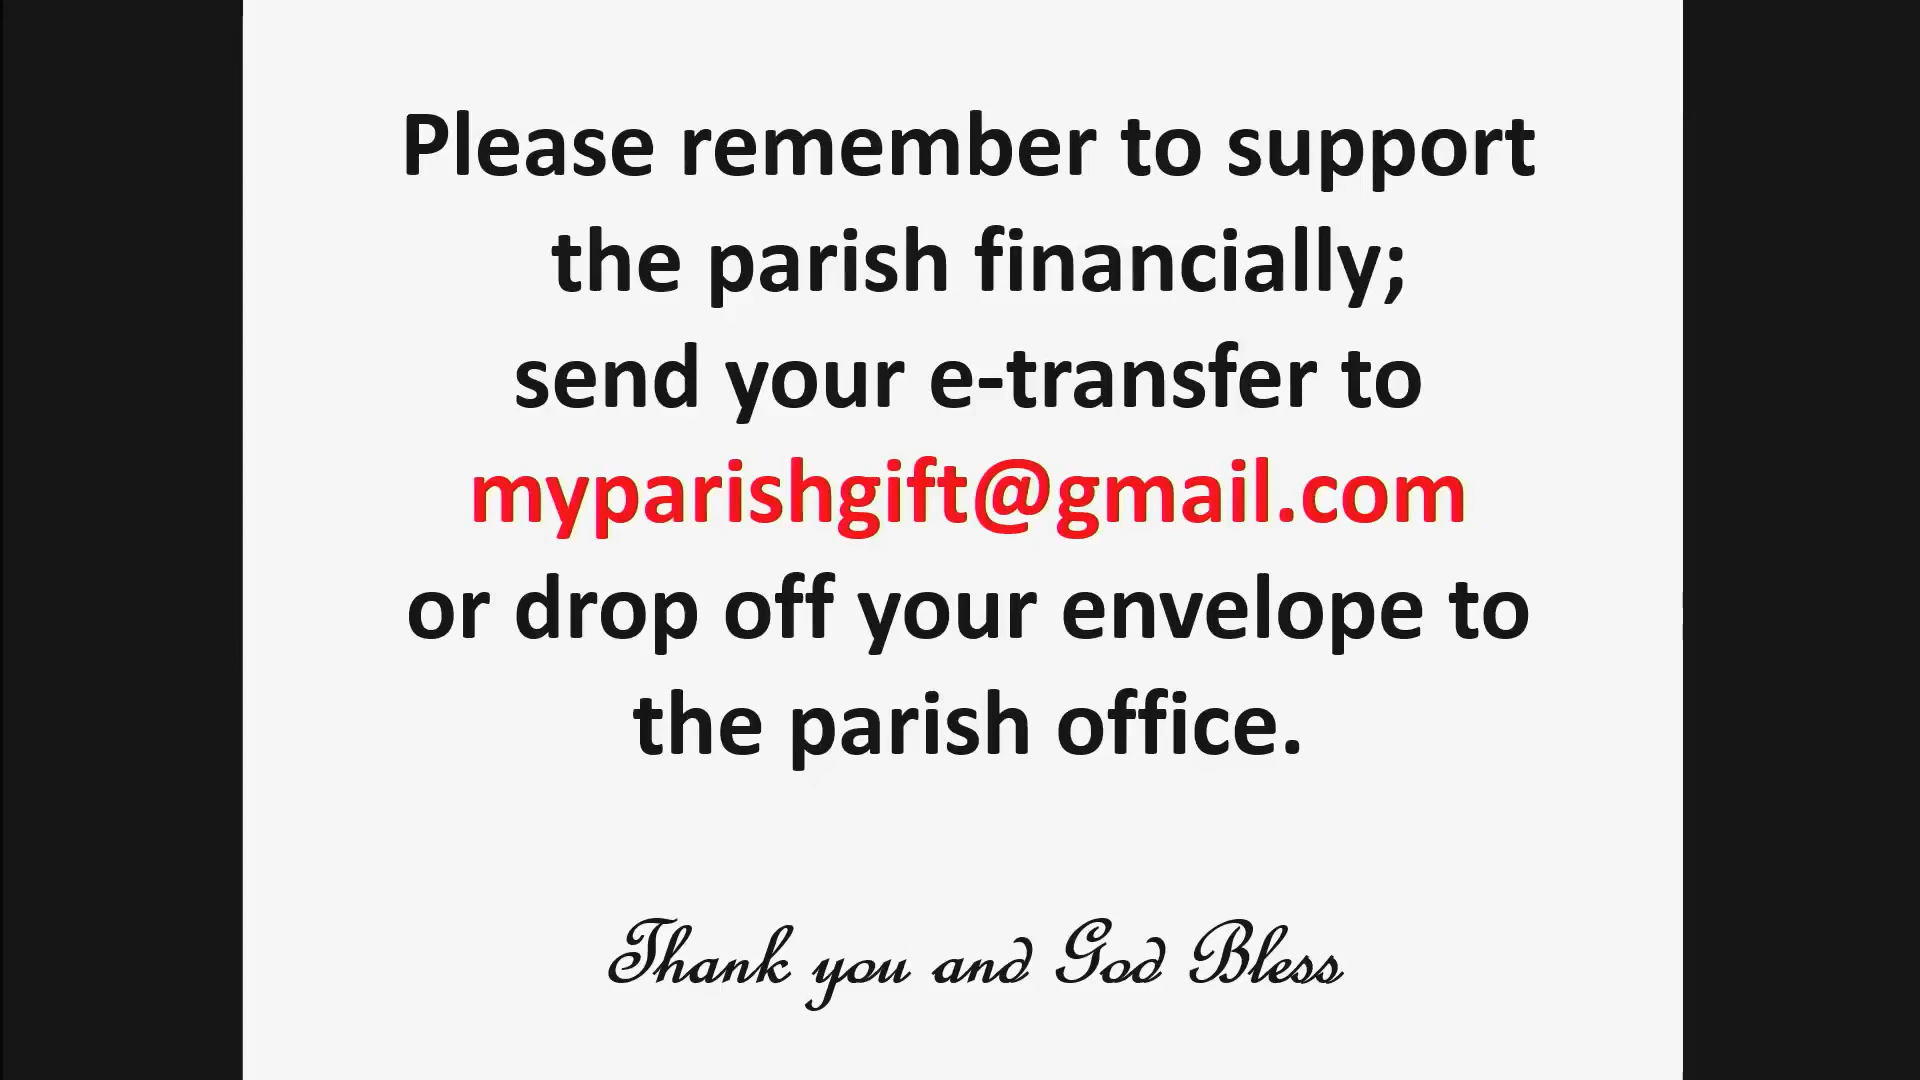 Please remember to support
the parish financially;
send your e-transfer to
myparishgift@gmail.com
or drop off your envelope to
the parish office.
Thank you and God Bless